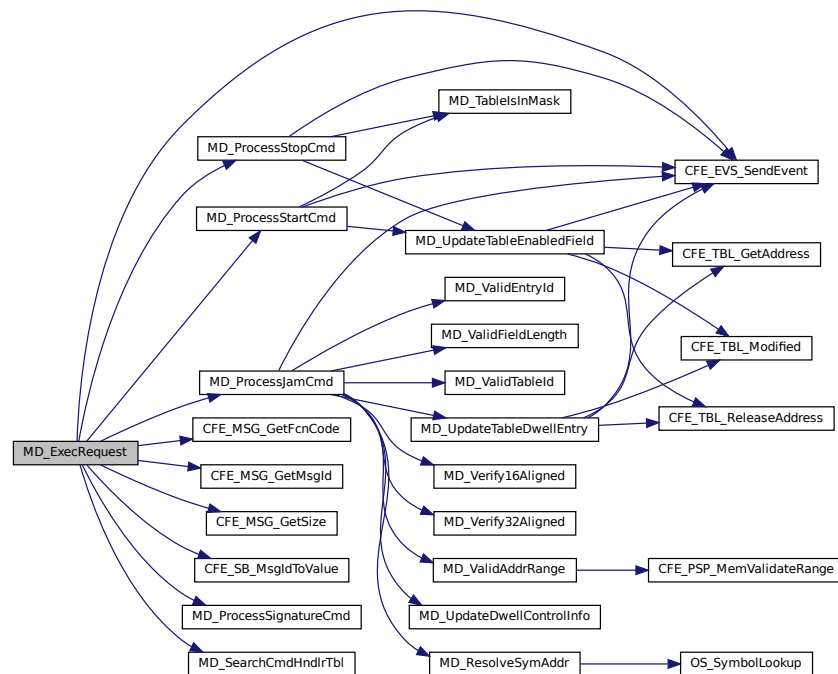 MD_TableIsInMask
MD_ProcessStopCmd
CFE_EVS_SendEvent
MD_ProcessStartCmd
MD_UpdateTableEnabledField
CFE_TBL_GetAddress
MD_ValidEntryId
MD_ValidFieldLength
CFE_TBL_Modified
MD_ProcessJamCmd
MD_ValidTableId
CFE_TBL_ReleaseAddress
CFE_MSG_GetFcnCode
MD_UpdateTableDwellEntry
MD_ExecRequest
CFE_MSG_GetMsgId
MD_Verify16Aligned
CFE_MSG_GetSize
MD_Verify32Aligned
CFE_SB_MsgIdToValue
MD_ValidAddrRange
CFE_PSP_MemValidateRange
MD_ProcessSignatureCmd
MD_UpdateDwellControlInfo
MD_SearchCmdHndlrTbl
MD_ResolveSymAddr
OS_SymbolLookup